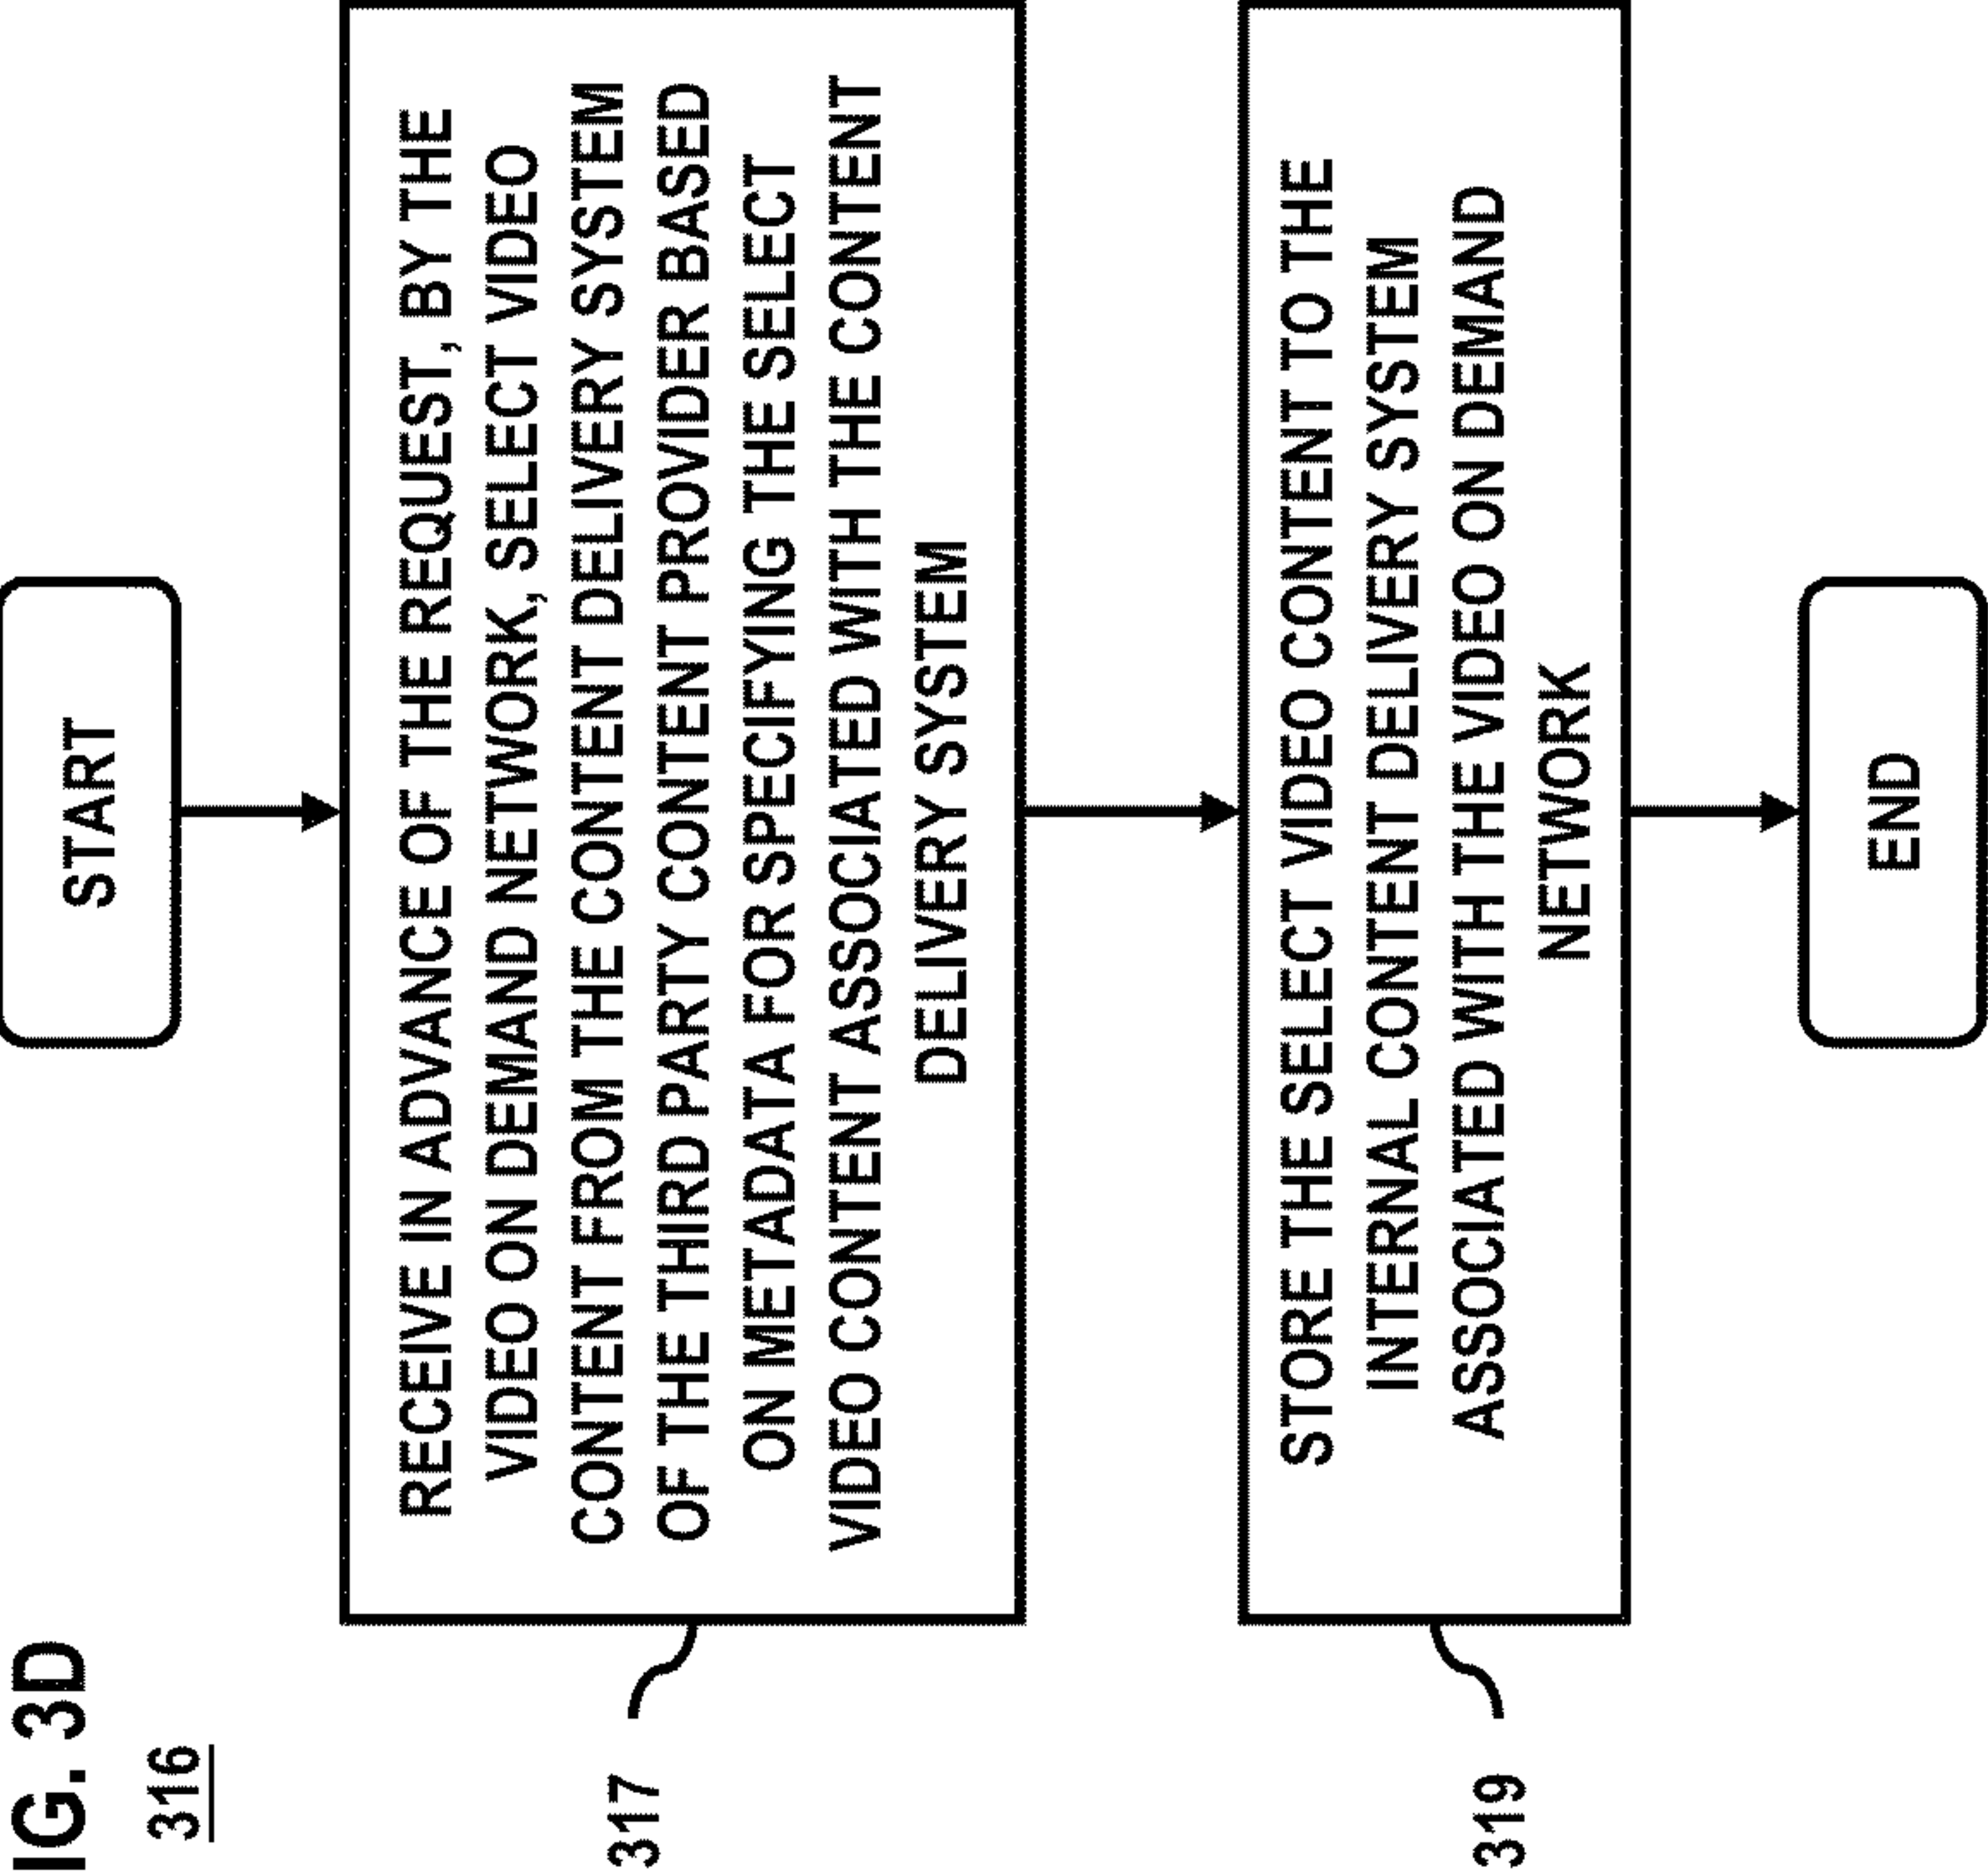 IG. 3D
316
START
RECEIVE IN ADVANCE OF THE REQUEST, BY THE
VIDEO ON DEMAND NETWORK, SELECT VIDEO
CONTENT FROM THE CONTENT DELIVERY SYSTEM
OF THE THIRD PARTY CONTENT PROVIDER BASED
ON METADATA FOR SPECIFYING THE SELECT
VIDEO CONTENT ASSOCIATED WITH THE CONTENT
DELIVERY SYSTEM
317
STORE THE SELECT VIDEO CONTENT TO THE
INTERNAL CONTENT DELIVERY SYSTEM
ASSOCIATED WITH THE VIDEO ON DEMAND
NETWORK
319
END